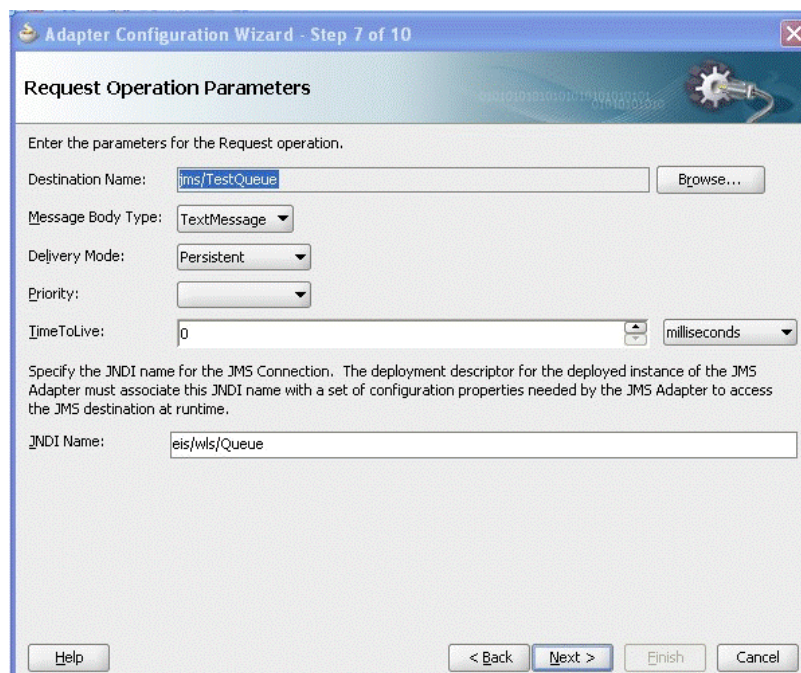 Adapter Configuration Wizard - Step 7 of 10
Request Operation Parameters
Enter the parameters for the Request operation.
Destination Name: jms/TestQueue Browse...
Message Body Type: TextMessage
Delivery Mode: Persistent
Priority:
TimeToLive: 0 milliseconds
Specify the JNDI name for the JMS Connection. The deployment descriptor for the deployed instance of the JMS
Adapter must associate this JNDI name with a set of configuration properties needed by the JMS Adapter to access
the JMS destination at runtime.
JNDI Name: eis/wls/Queue
Help < Back Next > Finish Cancel